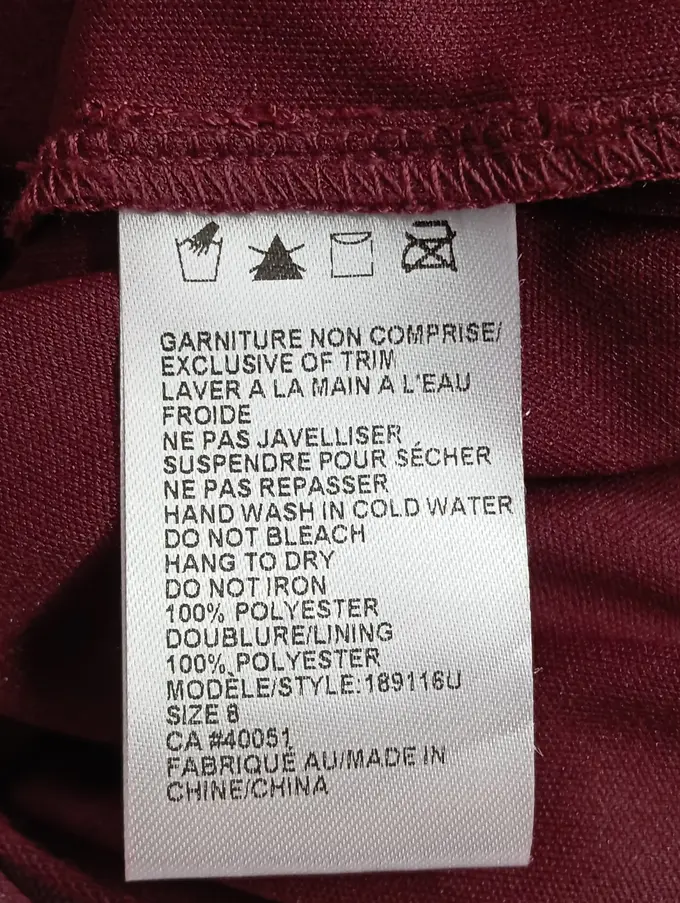 GARNITURE NON COMPRISE/
EXCLUSIVE OF TRIM
LAVER A LA MAIN A L'EAU
FROIDE
NE PAS JAVELLISER
SUSPENDRE POUR SÉCHER
NE PAS REPASSER
HAND WASH IN COLD WATER
DO NOT BLEACH
HANG TO DRY
DO NOT IRON
100% POLYESTER
DOUBLURE/LINING
100% POLYESTER
MODÈLE/STYLE:189116U
SIZE 8
CA #40051
FABRIQUÉ AU/MADE IN
CHINE/CHINA